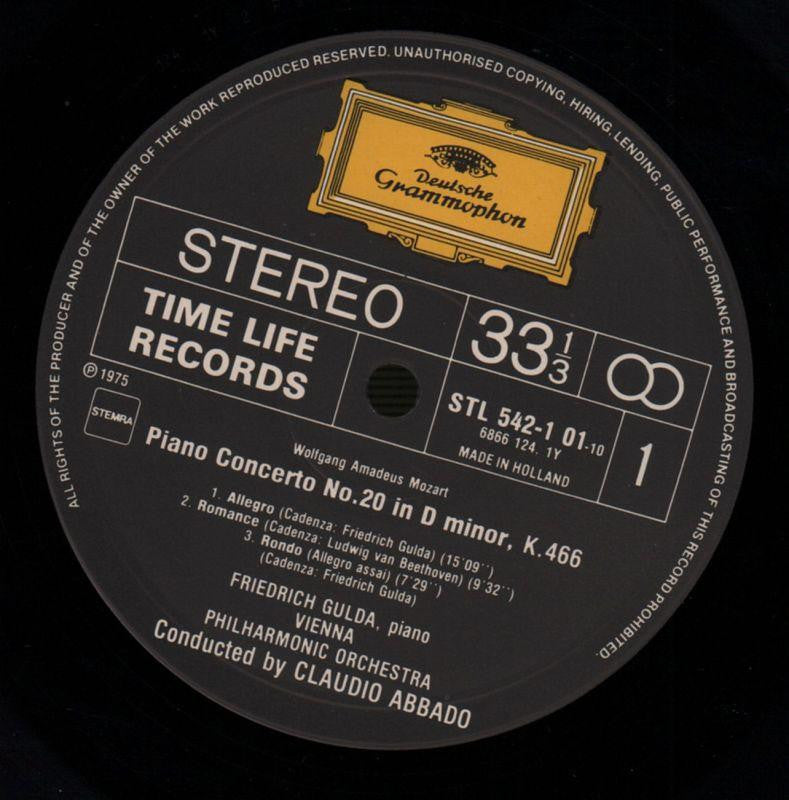 ALL RIGHTS OF THE PRODUCER AND OF THE OWNER OF THE WORK REPRODUCED RESERVED. UNAUTHORISED COPYING, HIRING, LENDING, PUBLIC PERFORMANCE AND BROADCASTING OF THIS RECORD PROHIBITED.
Deutsche
Grammophon
STEREO
33 1/3
TIME LIFE
RECORDS
STL 542-1 01-10
6866 124. 1Y
MADE IN HOLLAND
1
℗ 1975
STEMRA
Wolfgang Amadeus Mozart
Piano Concerto No.20 in D minor, K.466
1. Allegro (Cadenza: Friedrich Gulda) (15'09'')
2. Romance (Cadenza: Ludwig van Beethoven) (9'32'')
3. Rondo (Allegro assai) (7'29'')
(Cadenza: Friedrich Gulda)
FRIEDRICH GULDA, piano
VIENNA
PHILHARMONIC ORCHESTRA
Conducted by CLAUDIO ABBADO